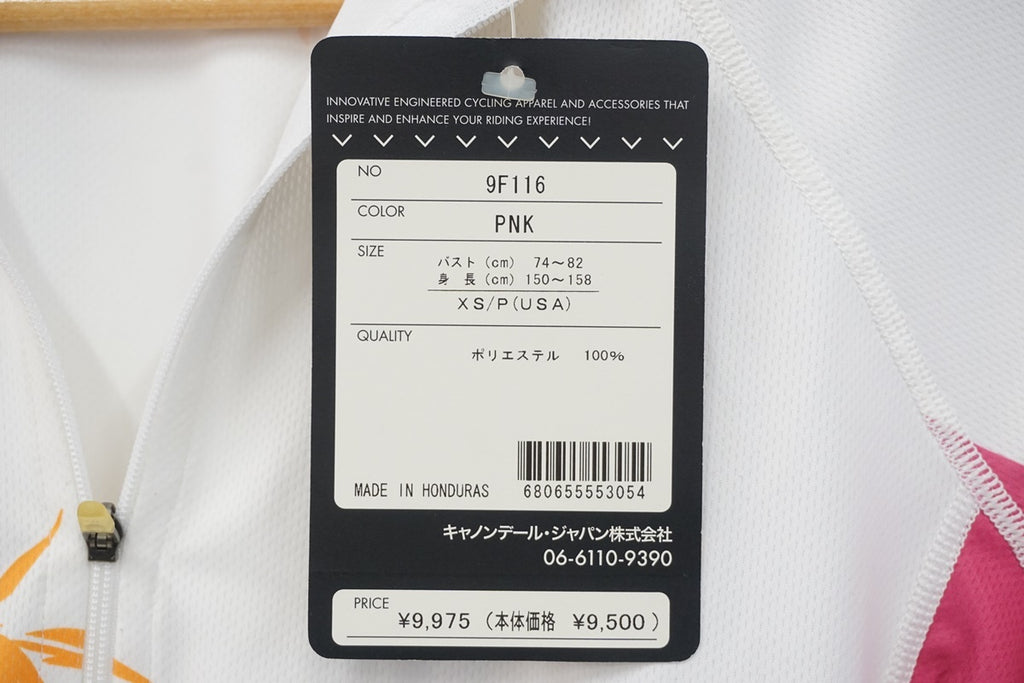 INNOVATIVE ENGINEERED CYCLING APPAREL AND ACCESSORIES THAT
INSPIRE AND ENHANCE YOUR RIDING EXPERIENCE!
NO 9F116
COLOR PNK
SIZE バスト(cm) 74～82
身 長(cm) 150～158
XS/P(USA)
QUALITY
ポリエステル 100%
MADE IN HONDURAS 680655553054
キャノンデール・ジャパン株式会社
06-6110-9390
PRICE
¥9,975 (本体価格 ¥9,500)